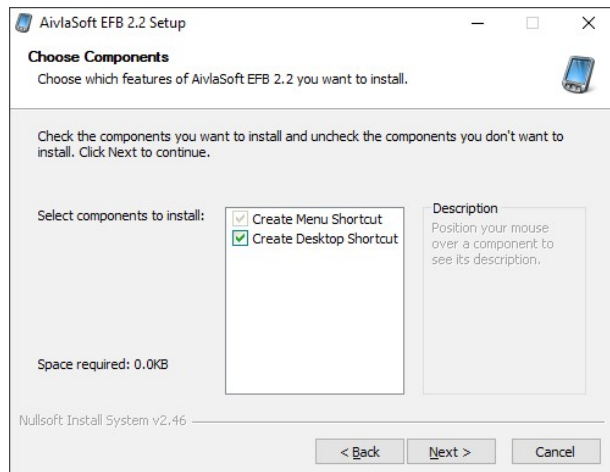 AivlaSoft EFB 2.2 Setup
Choose Components
Choose which features of AivlaSoft EFB 2.2 you want to install.
Check the components you want to install and uncheck the components you don't want to
install. Click Next to continue.
Select components to install:
Create Menu Shortcut
Create Desktop Shortcut
Description
Position your mouse
over a component to
see its description.
Space required: 0.0KB
Nullsoft Install System v2.46
< Back
Next >
Cancel